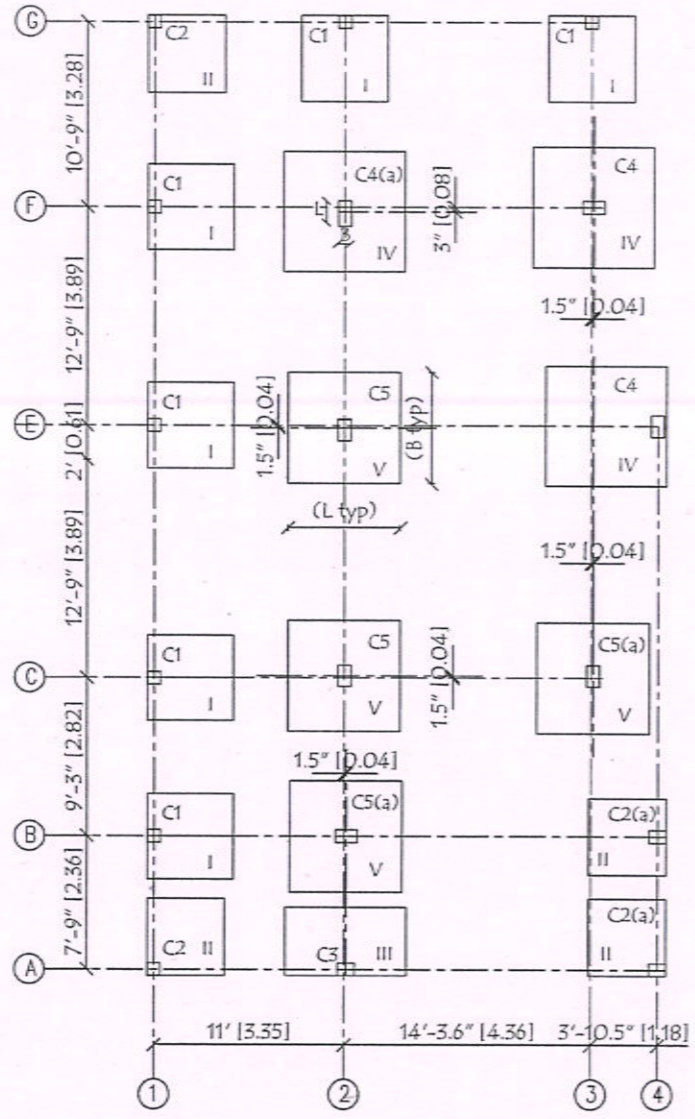 G
C2
II
C1
I
C1
I
10'-9" [3.28]
F
C1
I
C4(a)
L
B
IV
3" [0.08]
C4
IV
1.5" [0.04]
12'-9" [3.89]
E
C1
I
1.5" [0.04]
C5
V
(B typ)
(L typ)
C4
IV
2' [0.61]
12'-9" [3.89]
1.5" [0.04]
C
C1
I
C5
V
1.5" [0.04]
C5(a)
V
9'-3" [2.82]
1.5" [0.04]
B
C1
I
C5(a)
V
C2(a)
II
7'-9" [2.36]
A
C2 II
C3 III
C2(a)
II
11' [3.35] 14'-3.6" [4.36] 3'-10.5" [1.18]
1 2 3 4